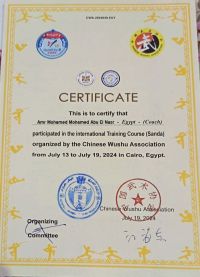 CERTIFICATE
This is to certify that
Amr Mohamed Mohamed Abu El Nasr - Egypt - (Coach)
participated in the international Training Course (Sanda)
organized by the Chinese Wushu Association
from July 13 to July 19, 2024 in Cairo, Egypt.
Organizing
Committee
Chinese Wushu Association
July 19, 2024